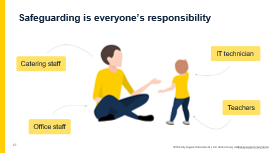 Safeguarding is everyone's responsibility
Catering staff
IT technician
Teachers
Office staff